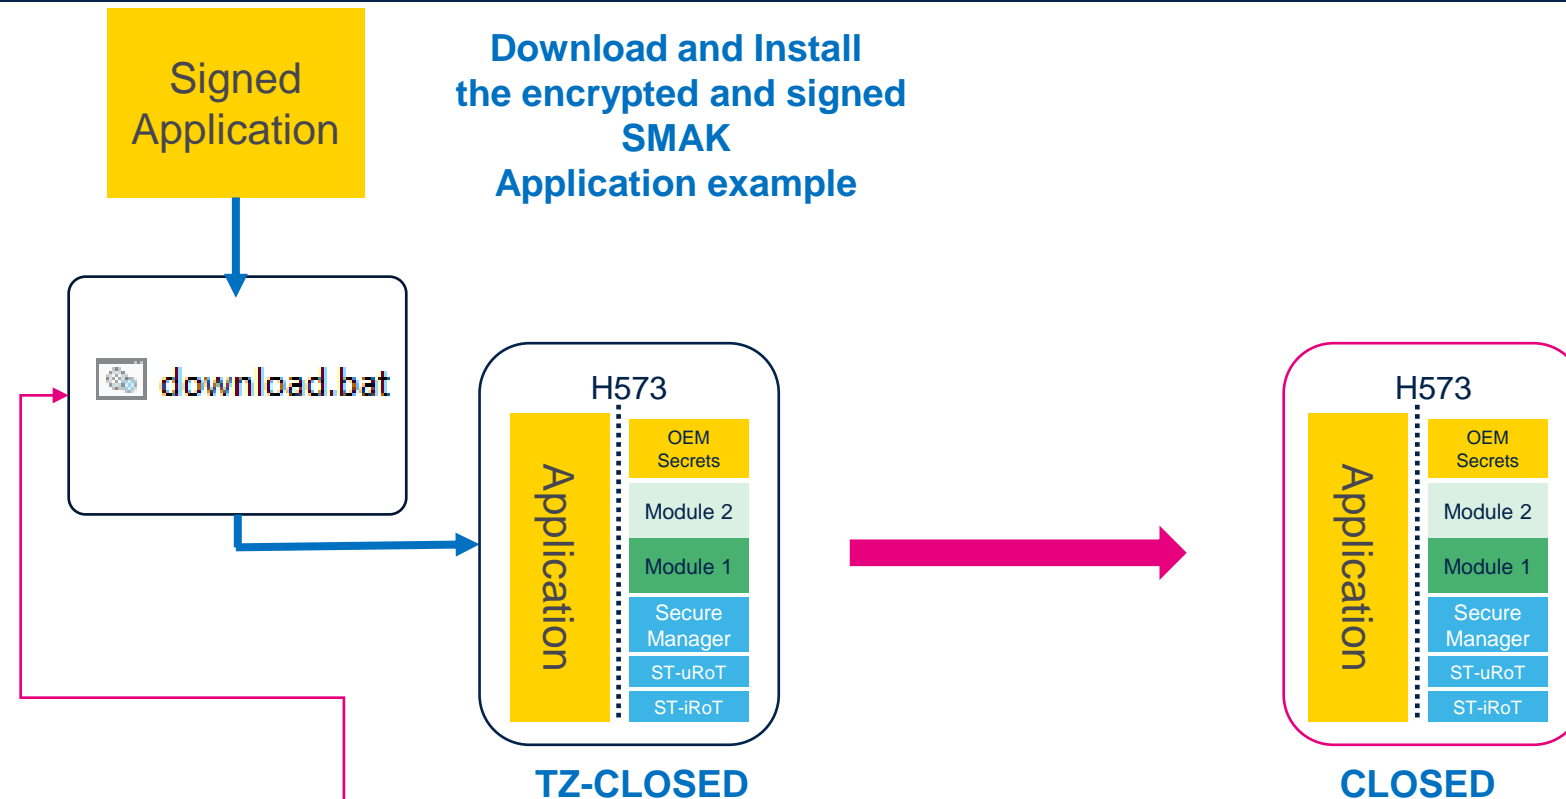 Signed
Application
Download and Install
the encrypted and signed
SMAK
Application example
download.bat
H573
Application
OEM
Secrets
Module 2
Module 1
Secure
Manager
ST-uRoT
ST-iRoT
TZ-CLOSED
H573
Application
OEM
Secrets
Module 2
Module 1
Secure
Manager
ST-uRoT
ST-iRoT
CLOSED